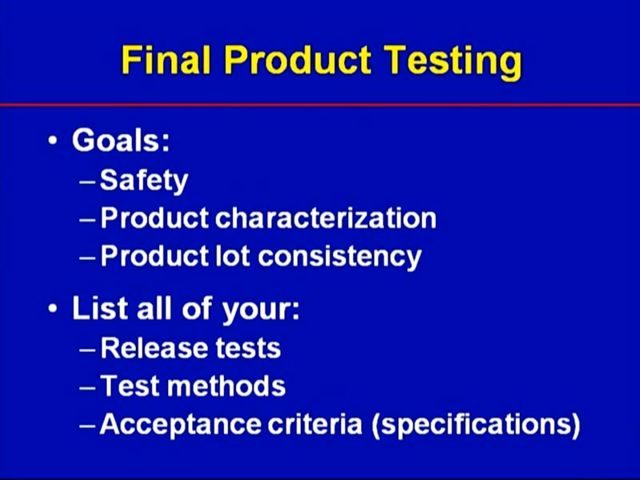 Final Product Testing
• Goals:
–Safety
–Product characterization
–Product lot consistency
• List all of your:
–Release tests
–Test methods
–Acceptance criteria (specifications)